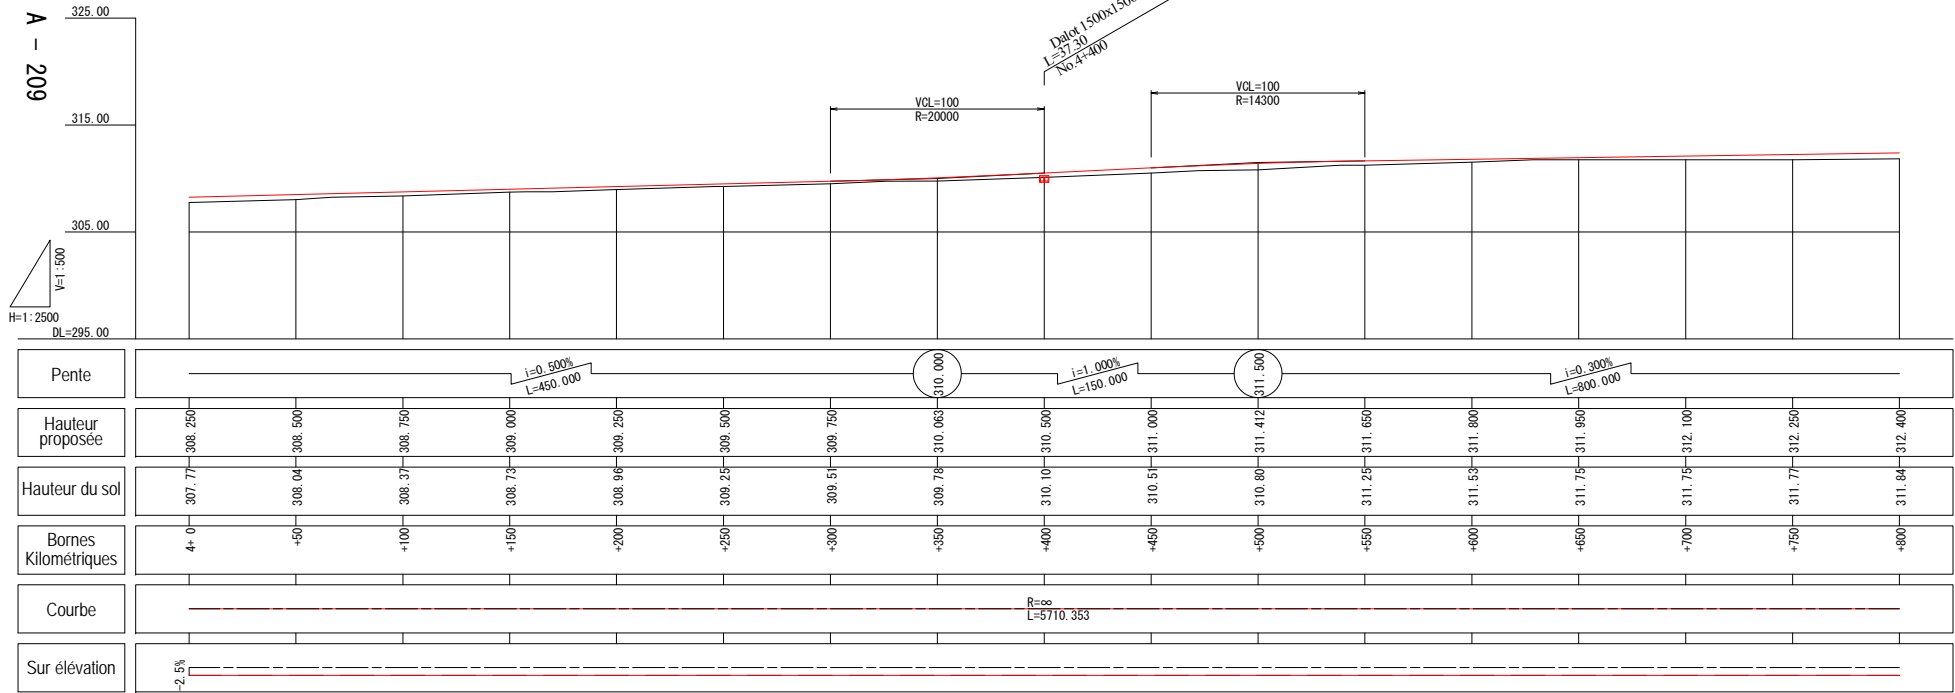 A - 209
325.00
315.00
305.00
DL=295.00
V=1:500
H=1:2500
Dalot 1500x1500
L=37.30
No.4+400
VCL=100
R=20000
VCL=100
R=14300
Pente
i=0.500%
L=450.000
310.000
i=1.000%
L=150.000
311.500
i=0.300%
L=800.000
Hauteur
proposée
308.250
308.500
308.750
309.000
309.250
309.500
309.750
310.063
310.500
311.000
311.412
311.650
311.800
311.950
312.100
312.250
312.400
Hauteur du sol
307.77
308.04
308.37
308.73
308.96
309.25
309.51
309.78
310.10
310.51
310.80
311.25
311.53
311.75
311.75
311.77
311.84
Bornes
Kilométriques
4+ 0
+50
+100
+150
+200
+250
+300
+350
+400
+450
+500
+550
+600
+650
+700
+750
+800
Courbe
R=∞
L=5710.353
Sur élévation
-2.5%